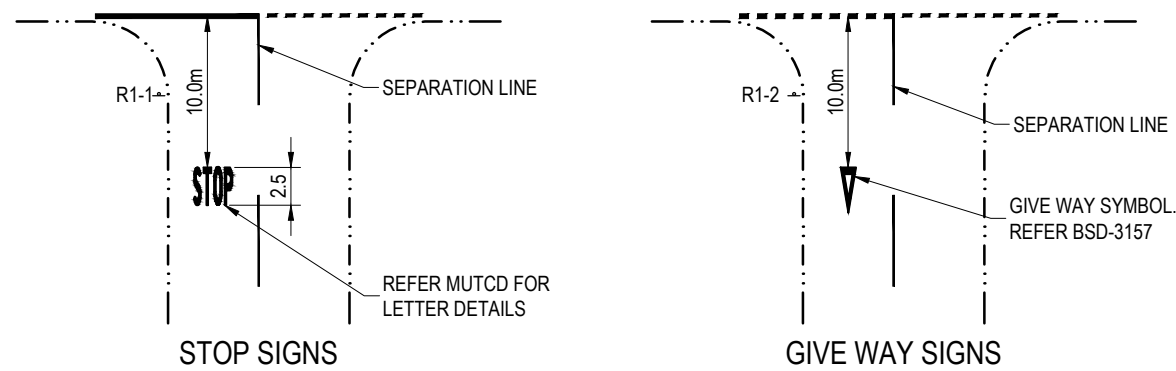 R1-1
10.0m
SEPARATION LINE
STOP
2.5
REFER MUTCD FOR
LETTER DETAILS
STOP SIGNS
R1-2
10.0m
SEPARATION LINE
GIVE WAY SYMBOL.
REFER BSD-3157
GIVE WAY SIGNS